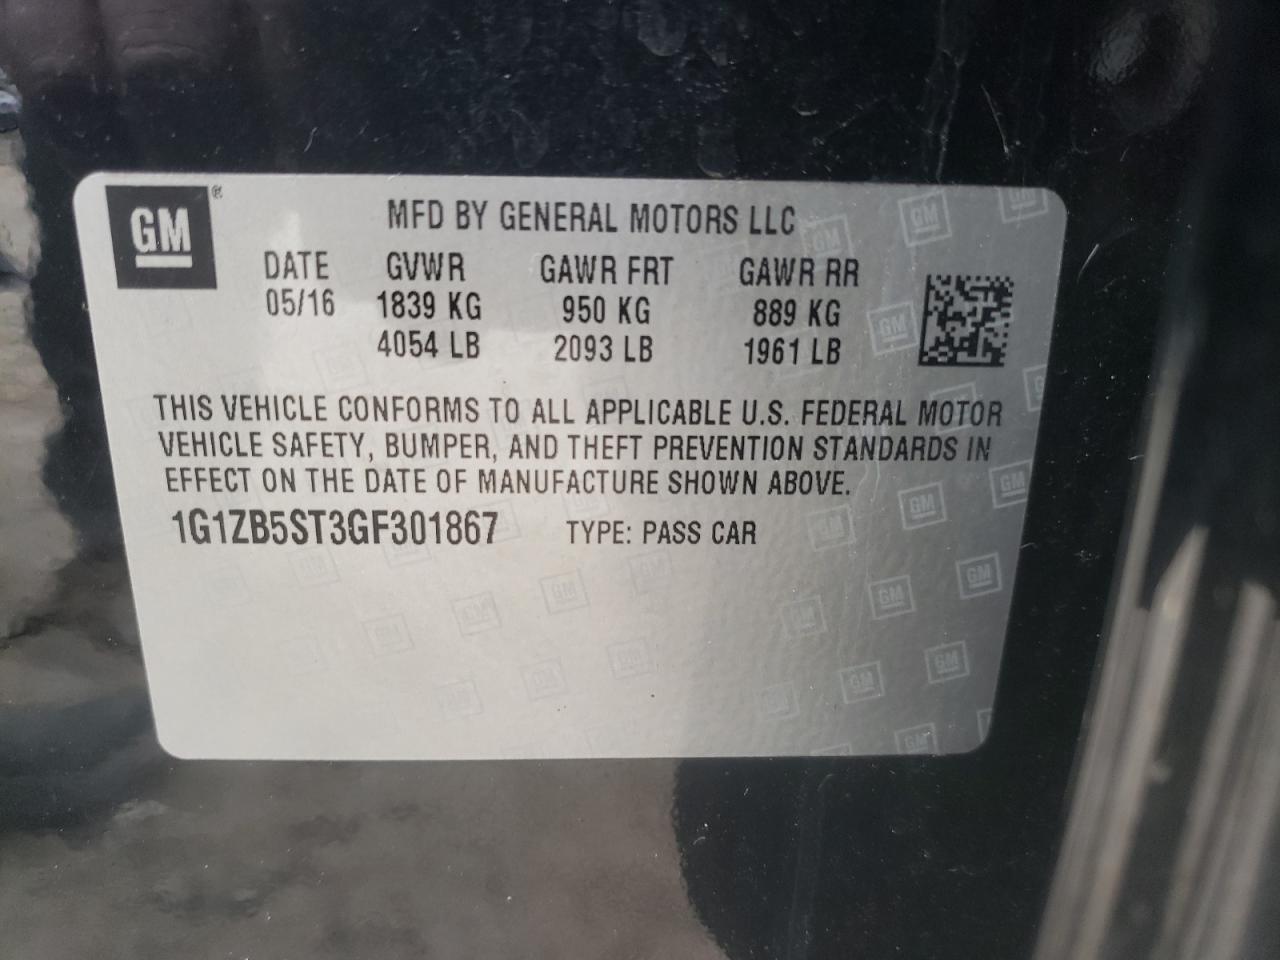 GM ®
MFD BY GENERAL MOTORS LLC
DATE GVWR GAWR FRT GAWR RR
05/16 1839 KG 950 KG 889 KG
4054 LB 2093 LB 1961 LB
THIS VEHICLE CONFORMS TO ALL APPLICABLE U.S. FEDERAL MOTOR
VEHICLE SAFETY, BUMPER, AND THEFT PREVENTION STANDARDS IN
EFFECT ON THE DATE OF MANUFACTURE SHOWN ABOVE.
1G1ZB5ST3GF301867 TYPE: PASS CAR